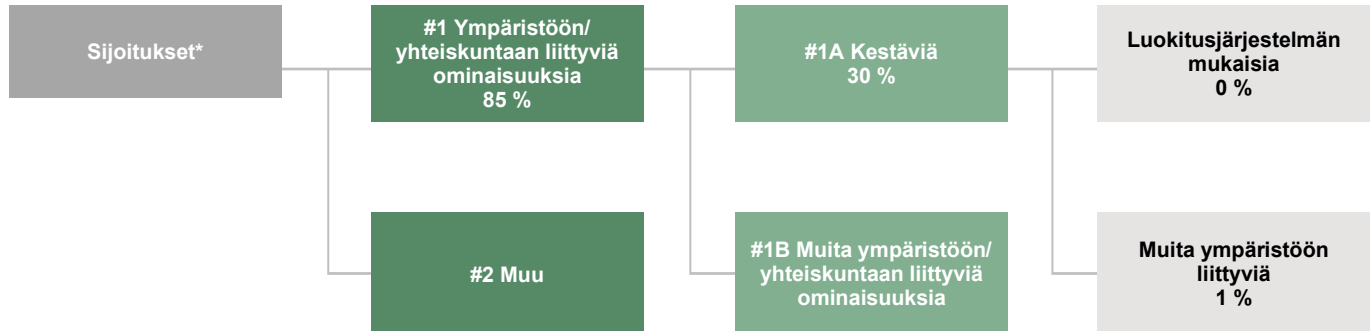 Sijoitukset*
#1 Ympäristöön/
yhteiskuntaan liittyviä
ominaisuuksia
85 %
#1A Kestäviä
30 %
Luokitusjärjestelmän
mukaisia
0 %
#2 Muu
#1B Muita ympäristöön/
yhteiskuntaan liittyviä
ominaisuuksia
Muita ympäristöön
liittyviä
1 %